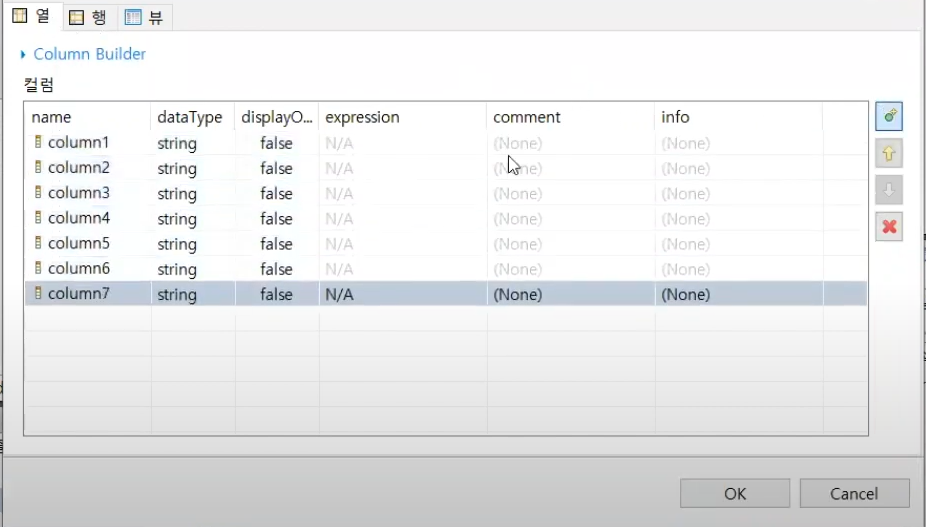 열 행 뷰
Column Builder
컬럼
name dataType displayO... expression comment info
column1 string false N/A (None) (None)
column2 string false N/A (None) (None)
column3 string false N/A (None) (None)
column4 string false N/A (None) (None)
column5 string false N/A (None) (None)
column6 string false N/A (None) (None)
column7 string false N/A (None) (None)
OK Cancel